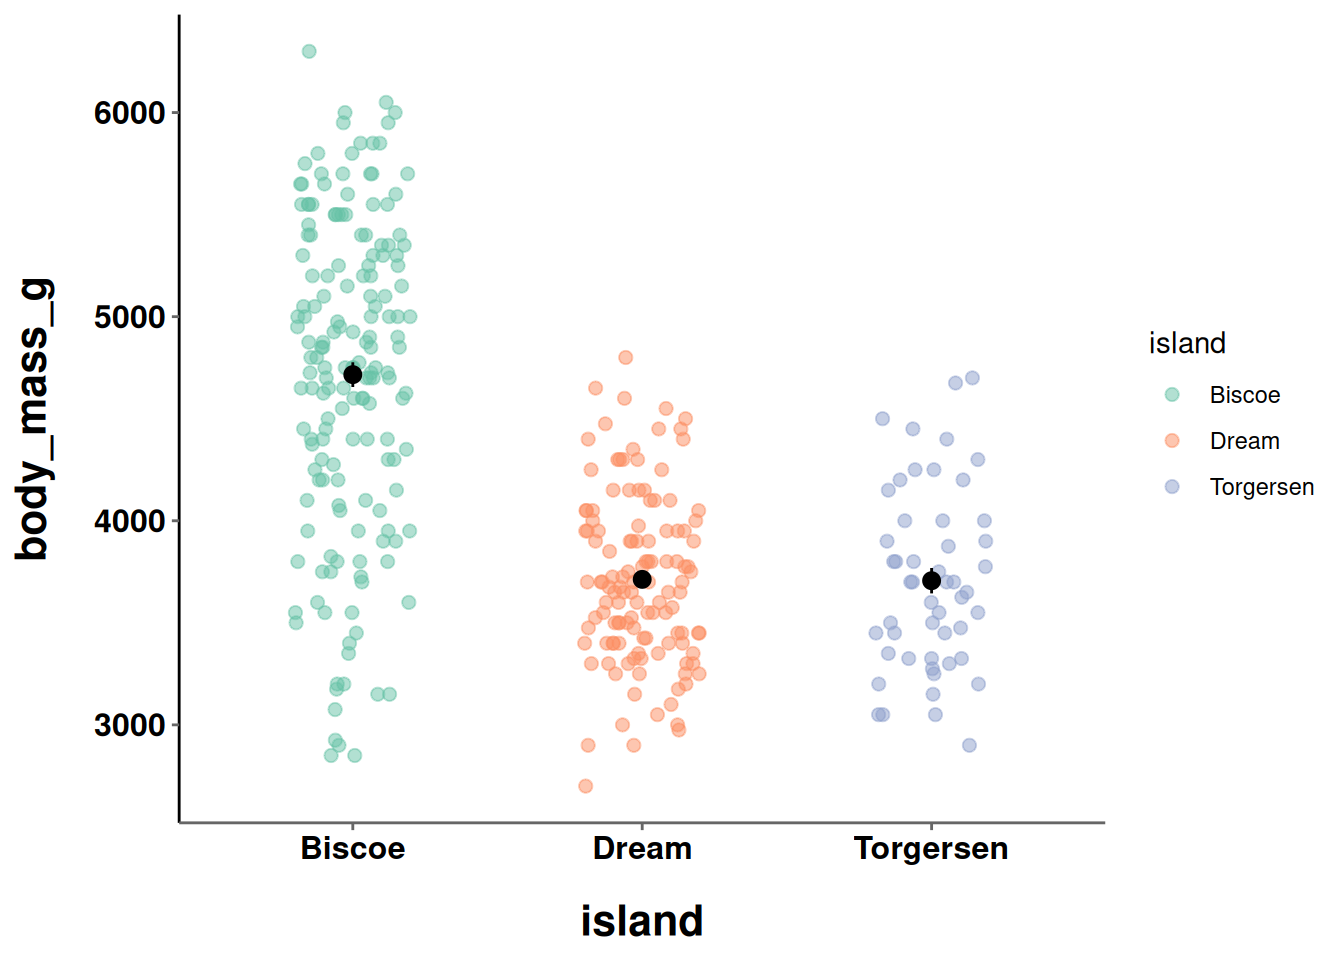 body_mass_g
6000
5000
4000
3000
Biscoe
Dream
Torgersen
island
island
Biscoe
Dream
Torgersen